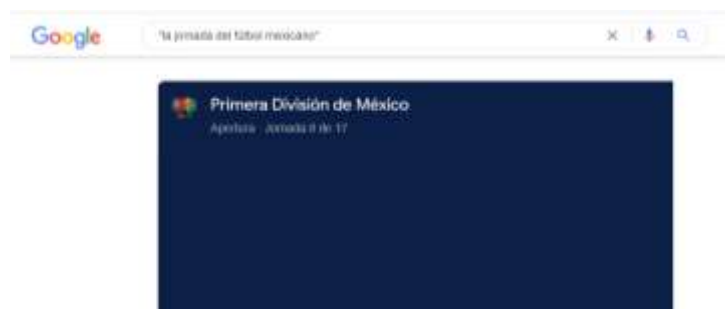 Google
"la jornada del fútbol mexicano"
Primera División de México
Apertura · Jornada 8 de 17